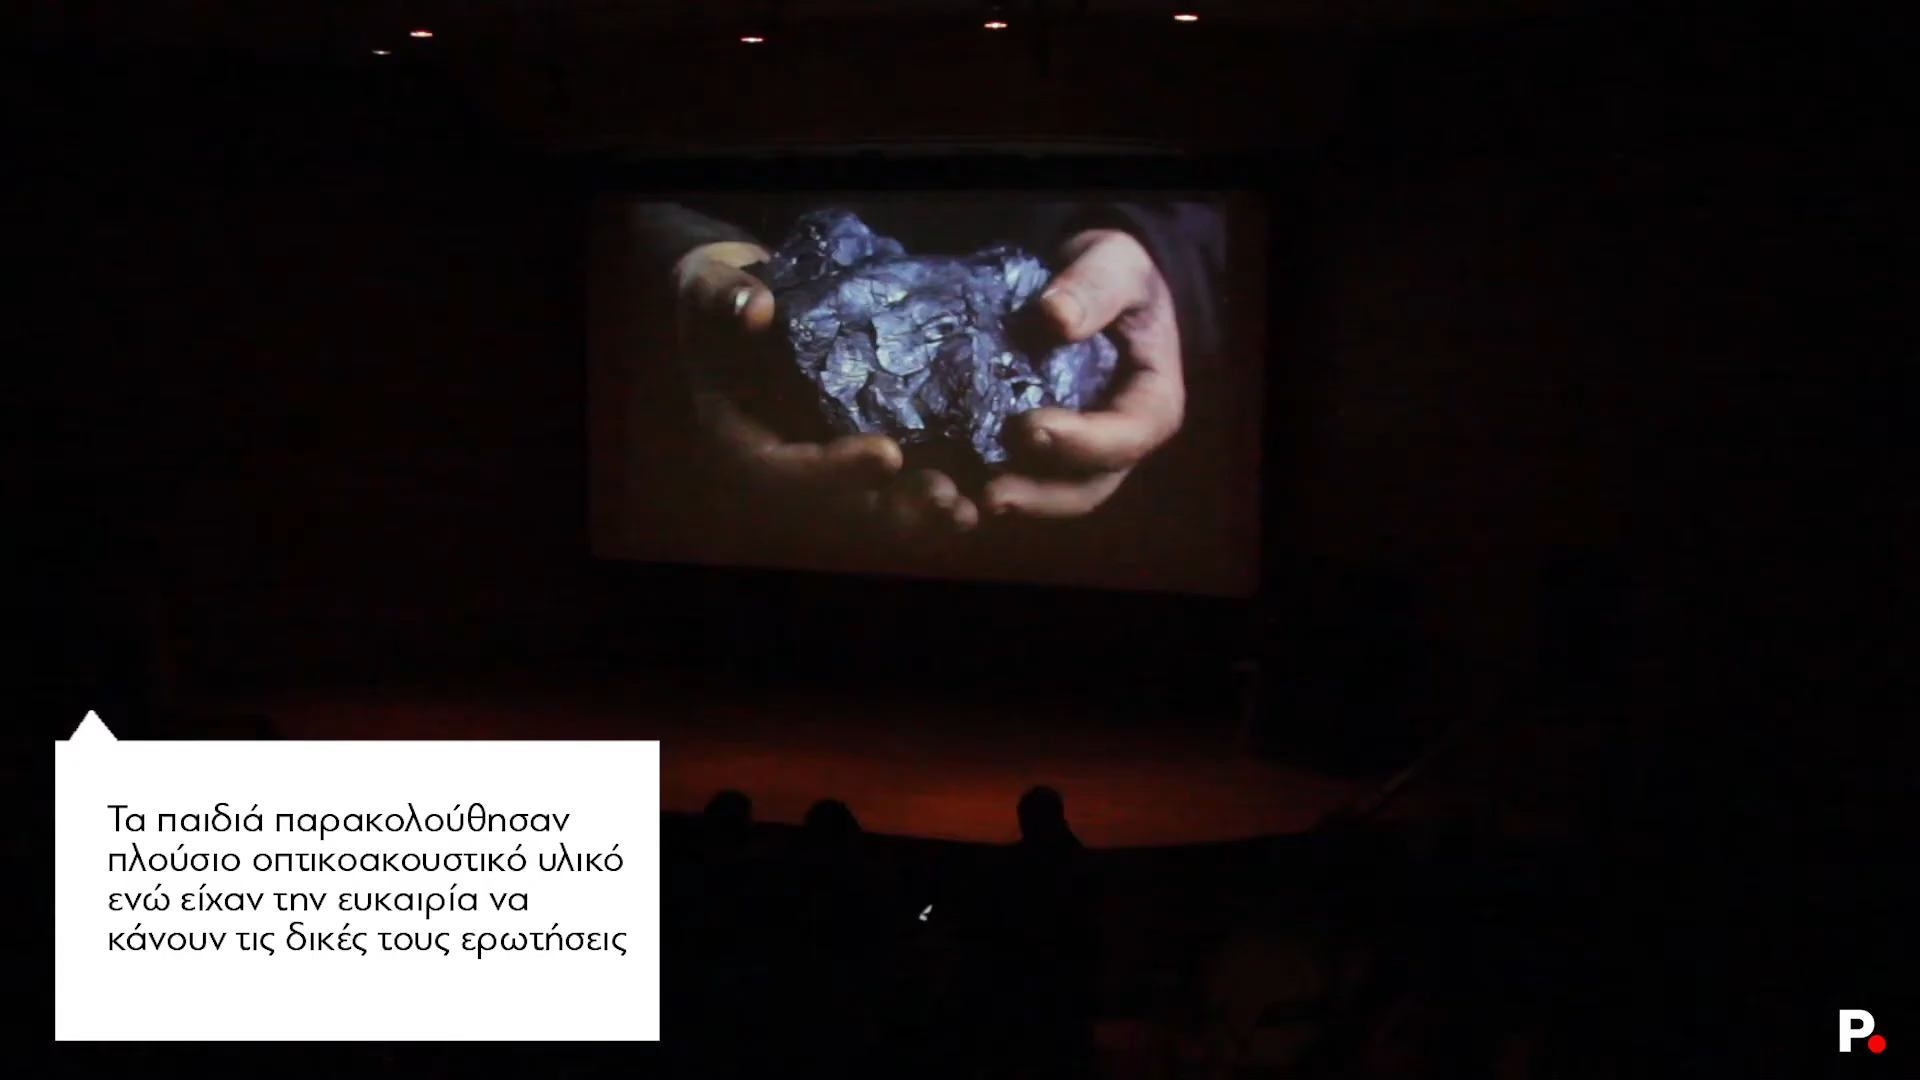 Τα παιδιά παρακολούθησαν
πλούσιο οπτικοακουστικό υλικό
ενώ είχαν την ευκαιρία να
κάνουν τις δικές τους ερωτήσεις
P.